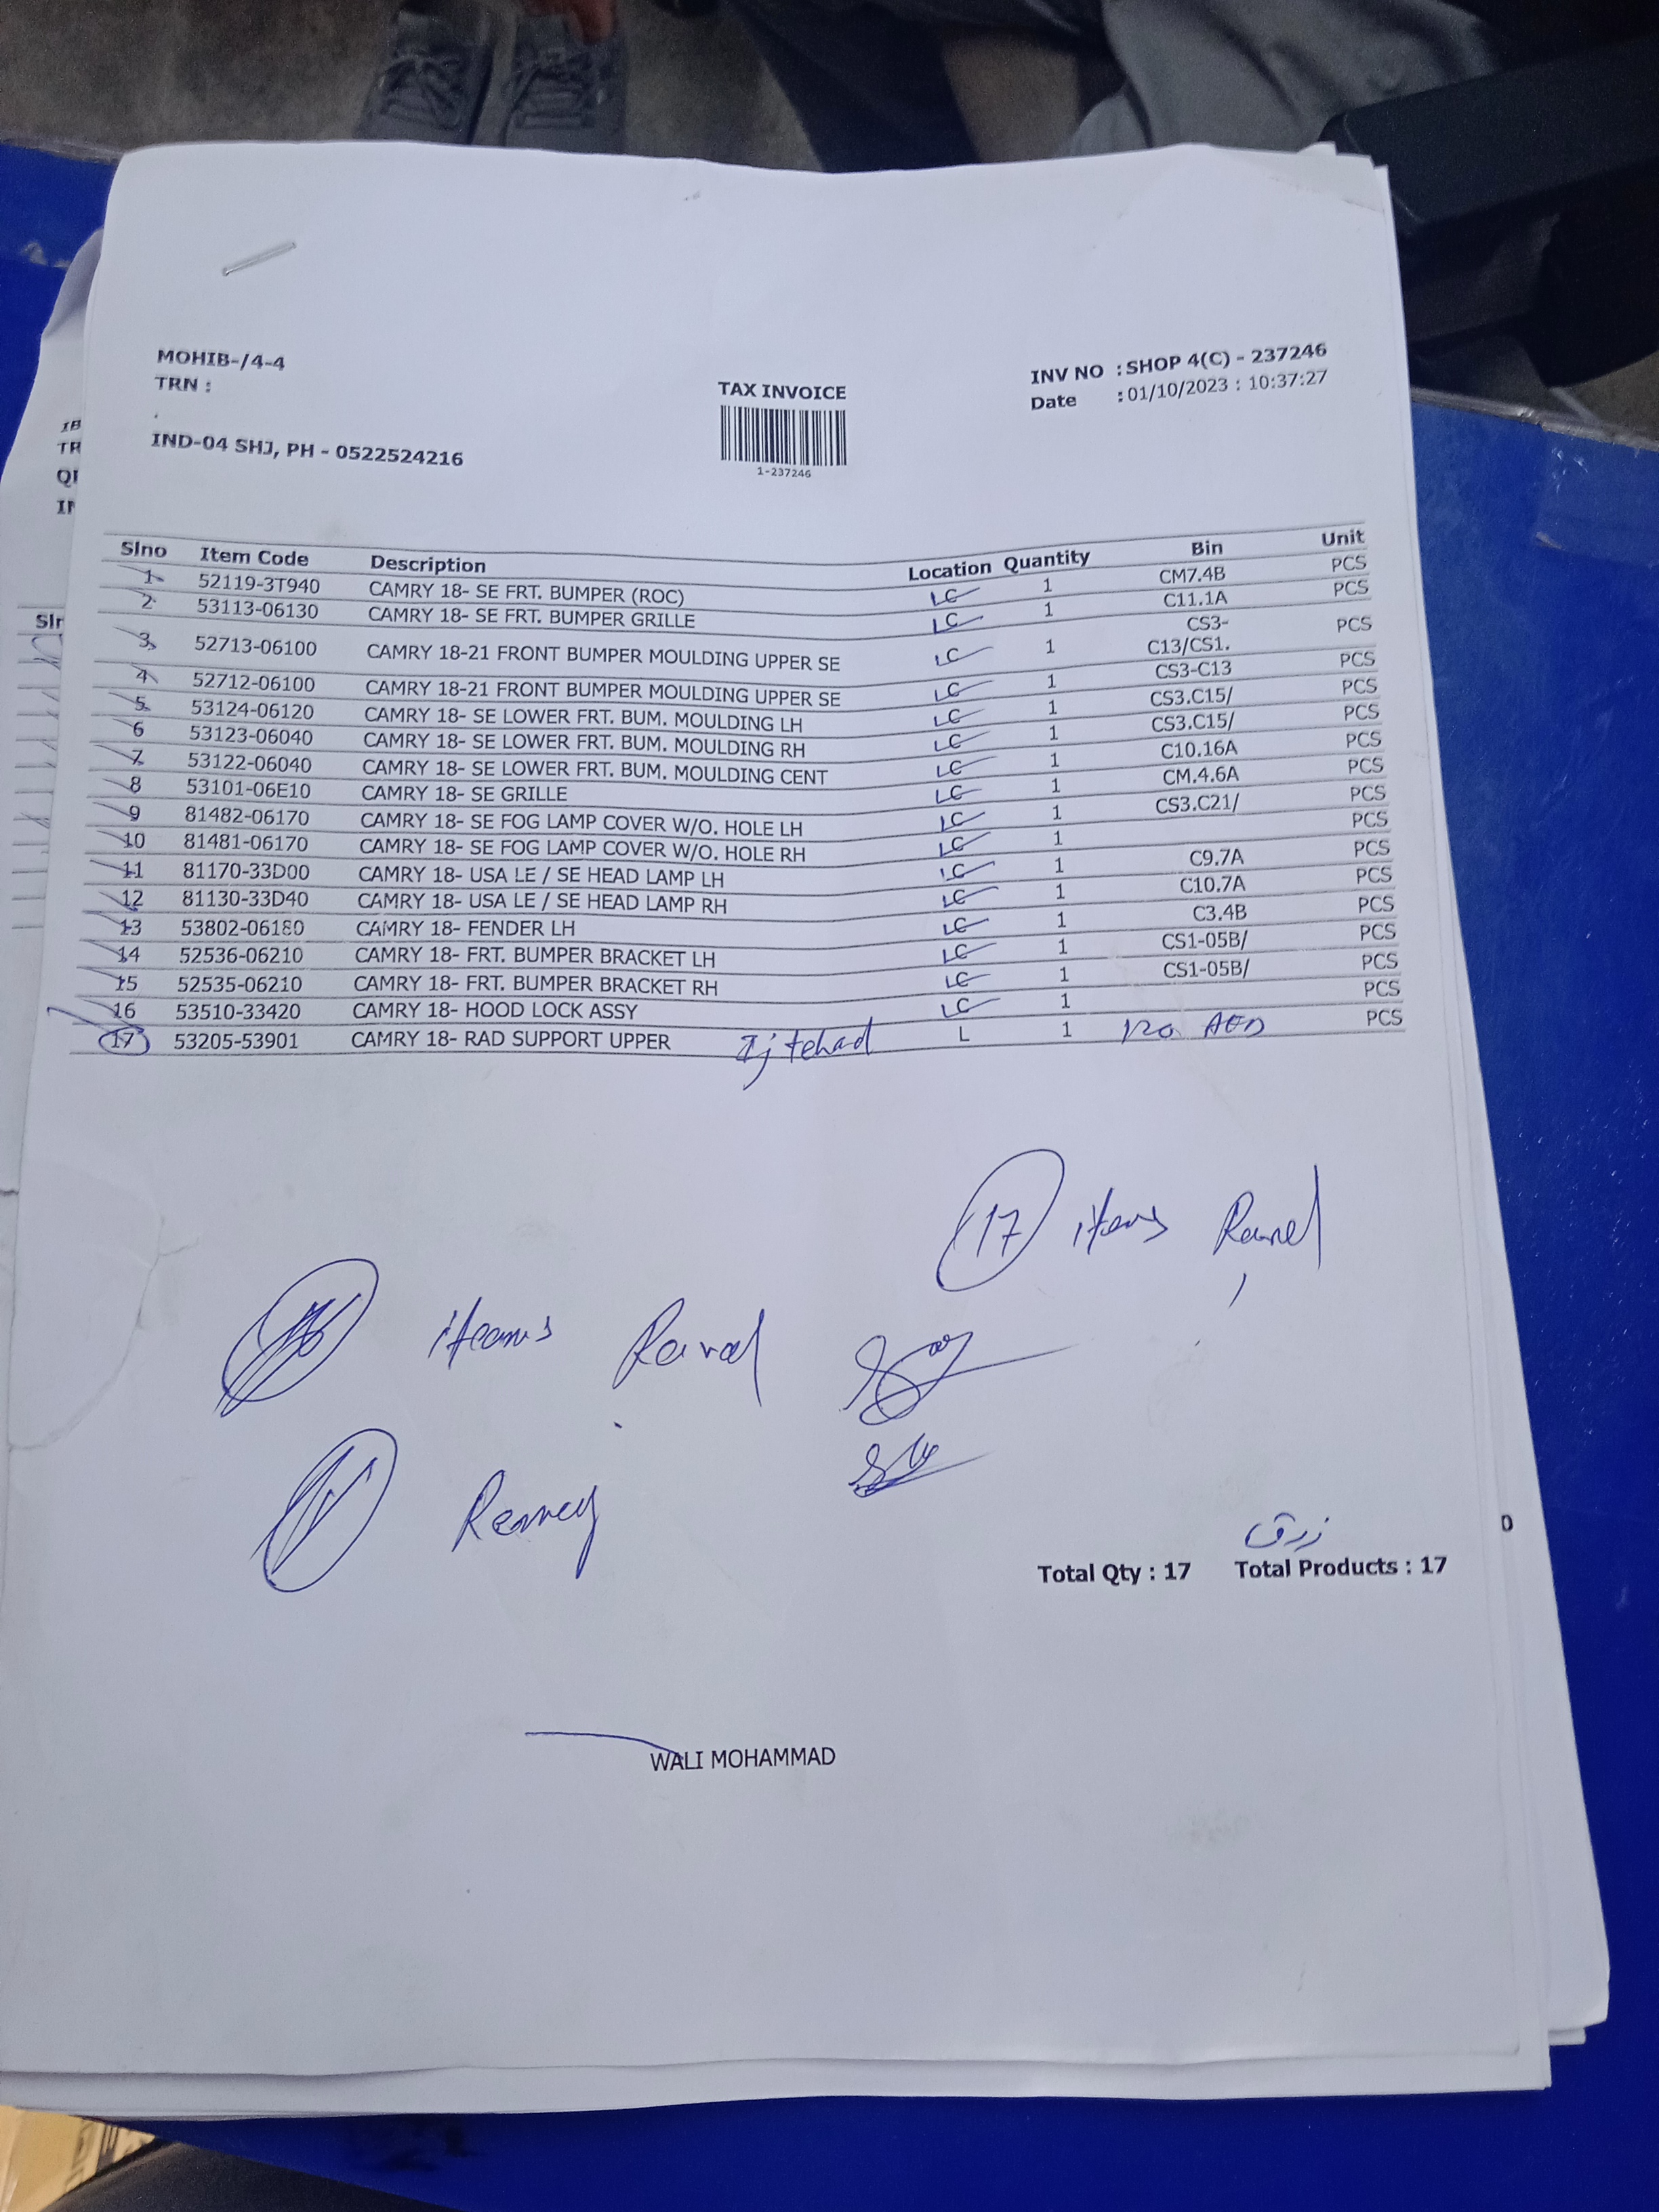 MOHIB-/4-4
TRN :
.
IND-04 SHJ, PH - 0522524216
TAX INVOICE
1-237246
INV NO : SHOP 4(C) - 237246
Date : 01/10/2023 : 10:37:27
Slno Item Code Description Location Quantity Bin Unit
1 52119-3T940 CAMRY 18- SE FRT. BUMPER (ROC) LC 1 CM7.4B PCS
2 53113-06130 CAMRY 18- SE FRT. BUMPER GRILLE LC 1 C11.1A PCS
3 52713-06100 CAMRY 18-21 FRONT BUMPER MOULDING UPPER SE LC 1 CS3-C13/CS1. PCS
4 52712-06100 CAMRY 18-21 FRONT BUMPER MOULDING UPPER SE LC 1 CS3-C13 PCS
5 53124-06120 CAMRY 18- SE LOWER FRT. BUM. MOULDING LH LC 1 CS3.C15/ PCS
6 53123-06040 CAMRY 18- SE LOWER FRT. BUM. MOULDING RH LC 1 CS3.C15/ PCS
7 53122-06040 CAMRY 18- SE LOWER FRT. BUM. MOULDING CENT LC 1 C10.16A PCS
8 53101-06E10 CAMRY 18- SE GRILLE LC 1 CM.4.6A PCS
9 81482-06170 CAMRY 18- SE FOG LAMP COVER W/O. HOLE LH LC 1 CS3.C21/ PCS
10 81481-06170 CAMRY 18- SE FOG LAMP COVER W/O. HOLE RH LC 1 PCS
11 81170-33D00 CAMRY 18- USA LE / SE HEAD LAMP LH LC 1 C9.7A PCS
12 81130-33D40 CAMRY 18- USA LE / SE HEAD LAMP RH LC 1 C10.7A PCS
13 53802-06180 CAMRY 18- FENDER LH LC 1 C3.4B PCS
14 52536-06210 CAMRY 18- FRT. BUMPER BRACKET LH LC 1 CS1-05B/ PCS
15 52535-06210 CAMRY 18- FRT. BUMPER BRACKET RH LC 1 CS1-05B/ PCS
16 53510-33420 CAMRY 18- HOOD LOCK ASSY LC 1 PCS
17 53205-53901 CAMRY 18- RAD SUPPORT UPPER Ijtehad L 1 120 AED PCS
17 items
items
Total Qty : 17 Total Products : 17
WALI MOHAMMAD
IB
TR
IN
Slr
D